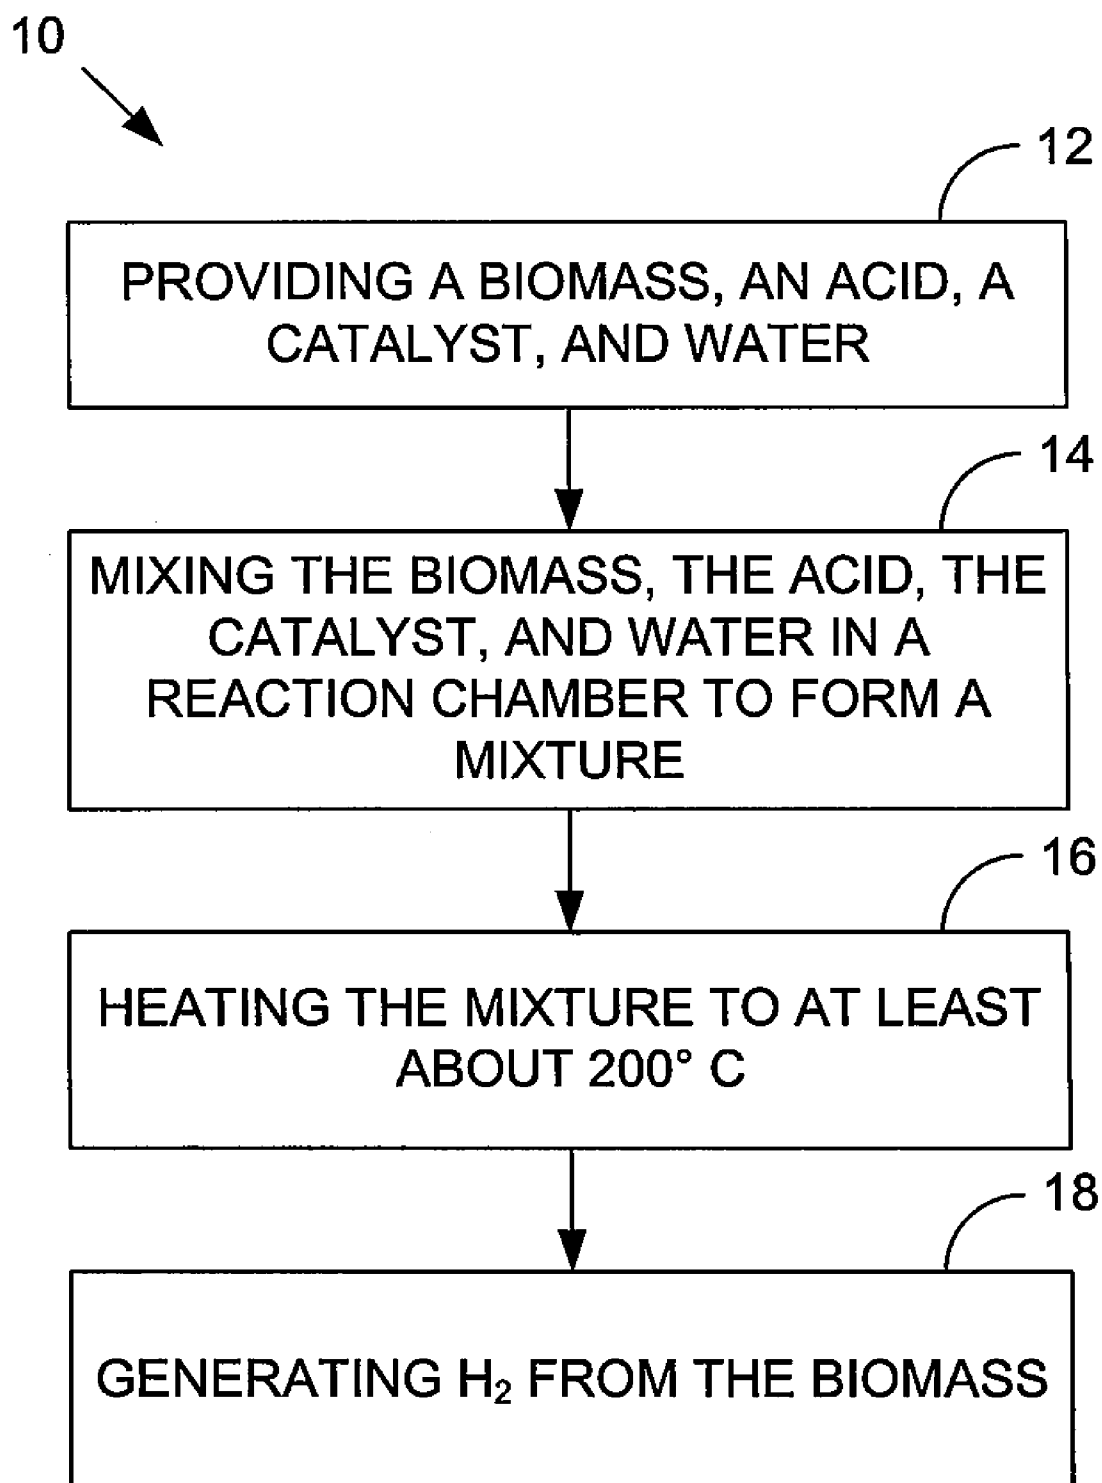 10
12
PROVIDING A BIOMASS, AN ACID, A
CATALYST, AND WATER
14
MIXING THE BIOMASS, THE ACID, THE
CATALYST, AND WATER IN A
REACTION CHAMBER TO FORM A
MIXTURE
16
HEATING THE MIXTURE TO AT LEAST
ABOUT 200° C
18
GENERATING H₂ FROM THE BIOMASS